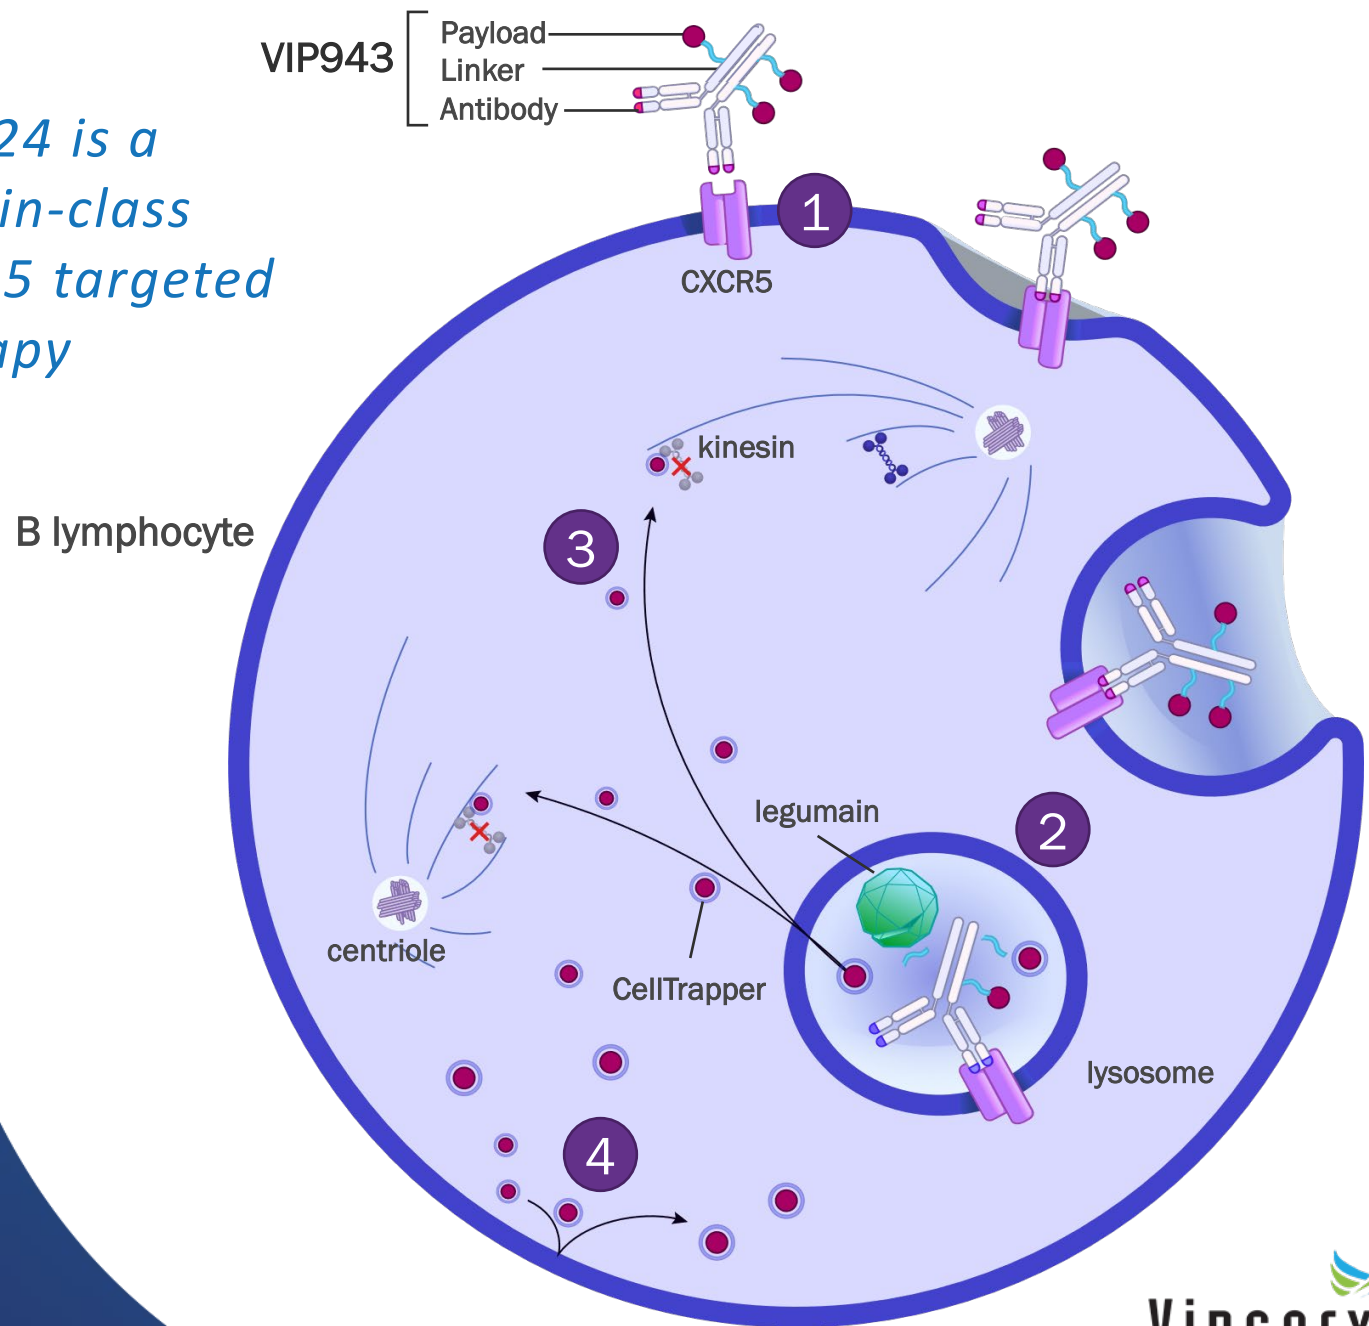 VIP943
Payload
Linker
Antibody
24 is a
in-class
5 targeted
apy
1
CXCR5
kinesin
B lymphocyte
3
legumain
2
centriole
CellTrapper
lysosome
4